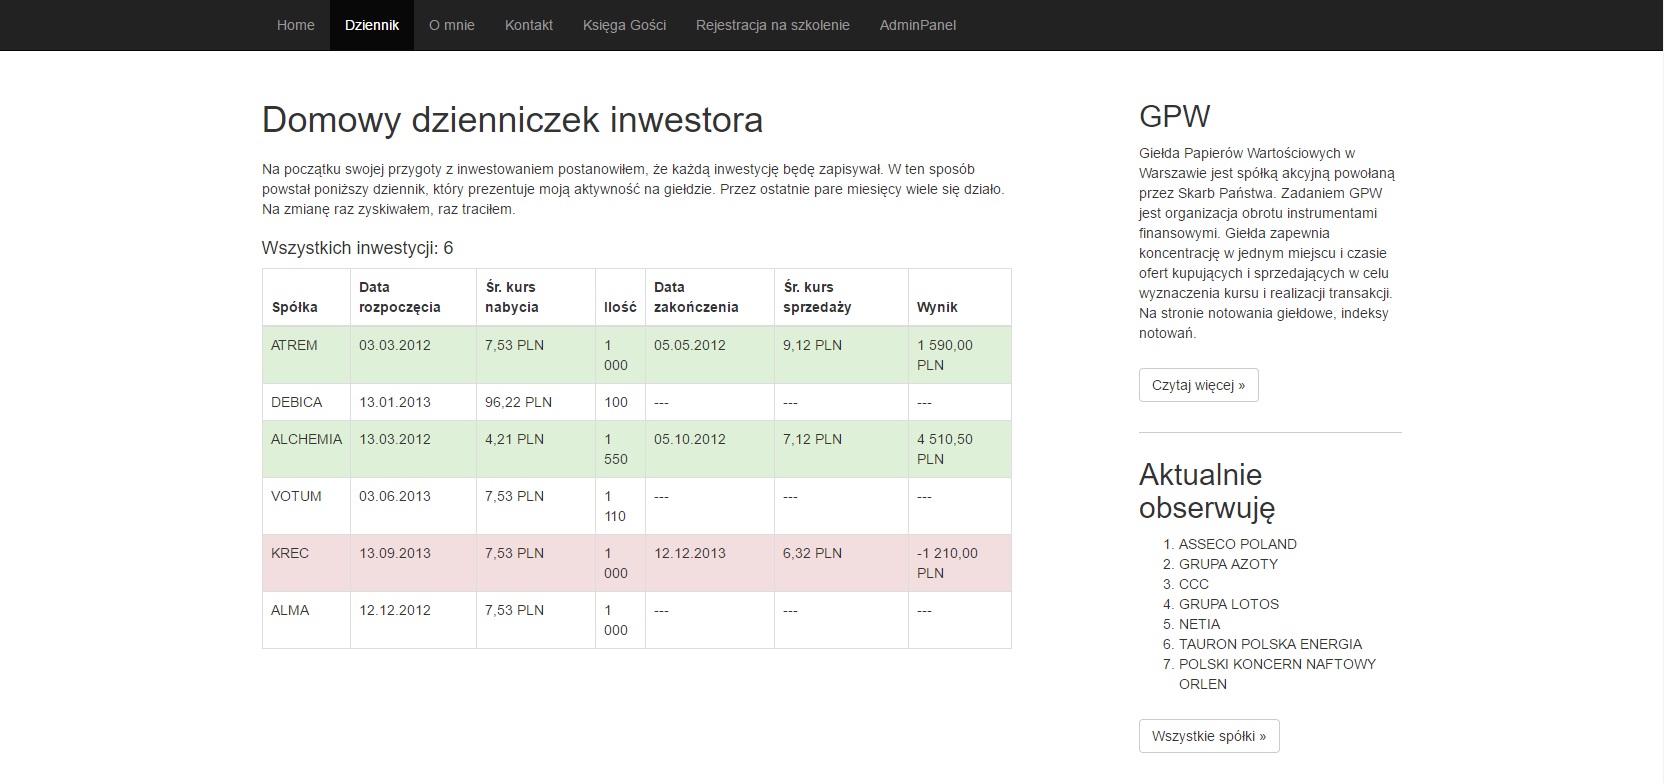 Home Dziennik O mnie Kontakt Księga Gości Rejestracja na szkolenie AdminPanel
Domowy dzienniczek inwestora
Na początku swojej przygoty z inwestowaniem postanowiłem, że każdą inwestycję będę zapisywał. W ten sposób
powstał poniższy dziennik, który prezentuje moją aktywność na giełdzie. Przez ostatnie pare miesięcy wiele się działo.
Na zmianę raz zyskiwałem, raz traciłem.
Wszystkich inwestycji: 6
Spółka Data rozpoczęcia Śr. kurs nabycia Ilość Data zakończenia Śr. kurs sprzedaży Wynik
ATREM 03.03.2012 7,53 PLN 1 000 05.05.2012 9,12 PLN 1 590,00 PLN
DEBICA 13.01.2013 96,22 PLN 100 --- --- ---
ALCHEMIA 13.03.2012 4,21 PLN 1 550 05.10.2012 7,12 PLN 4 510,50 PLN
VOTUM 03.06.2013 7,53 PLN 1 110 --- --- ---
KREC 13.09.2013 7,53 PLN 1 000 12.12.2013 6,32 PLN -1 210,00 PLN
ALMA 12.12.2012 7,53 PLN 1 000 --- --- ---
GPW
Giełda Papierów Wartościowych w
Warszawie jest spółką akcyjną powołaną
przez Skarb Państwa. Zadaniem GPW
jest organizacja obrotu instrumentami
finansowymi. Giełda zapewnia
koncentrację w jednym miejscu i czasie
ofert kupujących i sprzedających w celu
wyznaczenia kursu i realizacji transakcji.
Na stronie notowania giełdowe, indeksy
notowań.
Czytaj więcej »
Aktualnie
obserwuję
1. ASSECO POLAND
2. GRUPA AZOTY
3. CCC
4. GRUPA LOTOS
5. NETIA
6. TAURON POLSKA ENERGIA
7. POLSKI KONCERN NAFTOWY
ORLEN
Wszystkie spółki »